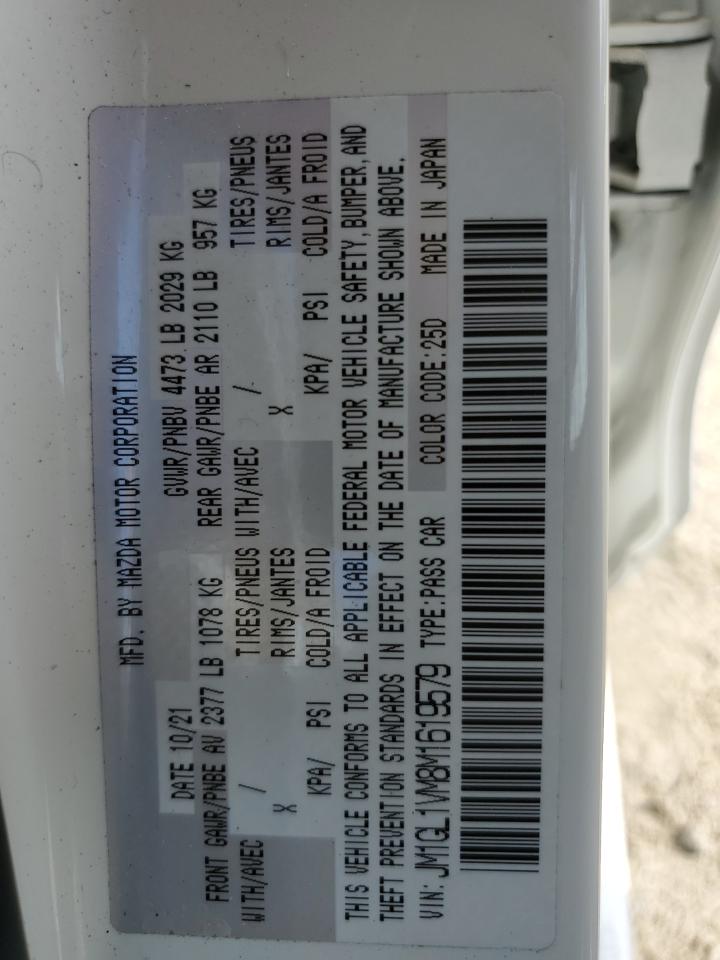 MFD. BY MAZDA MOTOR CORPORATION
DATE 10/21 GVWR/PNBV 4473 LB 2029 KG
FRONT GAWR/PNBE AV 2377 LB 1078 KG REAR GAWR/PNBE AR 2110 LB 957 KG
WITH/AVEC / TIRES/PNEUS WITH/AVEC / TIRES/PNEUS
X RIMS/JANTES X RIMS/JANTES
KPA/ PSI COLD/A FROID KPA/ PSI COLD/A FROID
THIS VEHICLE CONFORMS TO ALL APPLICABLE FEDERAL MOTOR VEHICLE SAFETY, BUMPER, AND
THEFT PREVENTION STANDARDS IN EFFECT ON THE DATE OF MANUFACTURE SHOWN ABOVE.
VIN: JM1GL1VM8M1619579 TYPE:PASS CAR COLOR CODE:25D MADE IN JAPAN